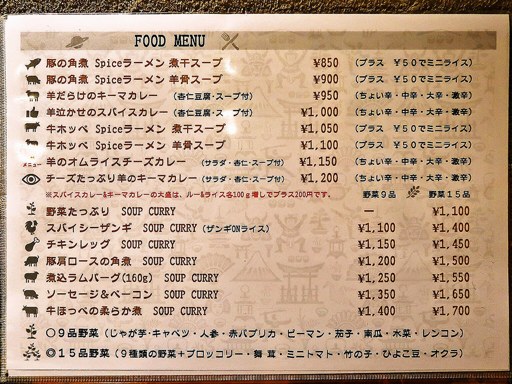 FOOD MENU
豚の角煮 Spiceラーメン 煮干スープ ¥850 (プラス ¥50でミニライス)
豚の角煮 Spiceラーメン 羊骨スープ ¥900 (プラス ¥50でミニライス)
羊だらけのキーマカレー (杏仁豆腐・スープ付) ¥950 (ちょい辛・中辛・大辛・激辛)
羊泣かせのスパイスカレー (杏仁豆腐・スープ付) ¥1,000 (ちょい辛・中辛・大辛・激辛)
牛ホッペ Spiceラーメン 煮干スープ ¥1,050 (プラス ¥50でミニライス)
牛ホッペ Spiceラーメン 羊骨スープ ¥1,100 (プラス ¥50でミニライス)
羊のオムライスチーズカレー (サラダ・杏仁・スープ付) ¥1,150 (ちょい辛・中辛・大辛・激辛)
チーズたっぷり羊のキーマカレー (サラダ・杏仁・スープ付) ¥1,200 (ちょい辛・中辛・大辛・激辛)
※スパイスカレー&キーマカレーの大盛は、ルー&ライス各100g増しでプラス200円です。 野菜9品 野菜15品
野菜たっぷり SOUP CURRY ー ¥1,100
スパイシーザンギ SOUP CURRY (ザンギONライス) ¥1,100 ¥1,400
チキンレッグ SOUP CURRY ¥1,150 ¥1,450
豚肩ロースの角煮 SOUP CURRY ¥1,200 ¥1,500
煮込ラムバーグ(160g) SOUP CURRY ¥1,250 ¥1,550
ソーセージ&ベーコン SOUP CURRY ¥1,350 ¥1,650
牛ほっぺの柔らか煮 SOUP CURRY ¥1,400 ¥1,700
○9品野菜(じゃが芋・キャベツ・人参・赤パプリカ・ピーマン・茄子・南瓜・水菜・レンコン)
◎15品野菜(9種類の野菜+ブロッコリー・舞茸・ミニトマト・竹の子・ひよこ豆・オクラ)